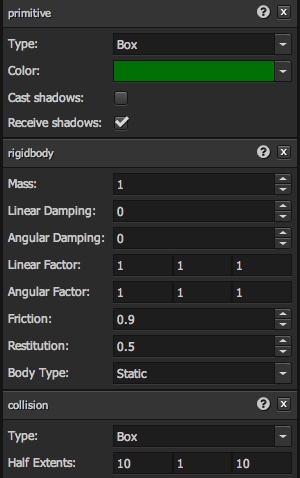 primitive ? x
Type: Box
Color:
Cast shadows:
Receive shadows:
rigidbody ? x
Mass: 1
Linear Damping: 0
Angular Damping: 0
Linear Factor: 1 1 1
Angular Factor: 1 1 1
Friction: 0.9
Restitution: 0.5
Body Type: Static
collision ? x
Type: Box
Half Extents: 10 1 10